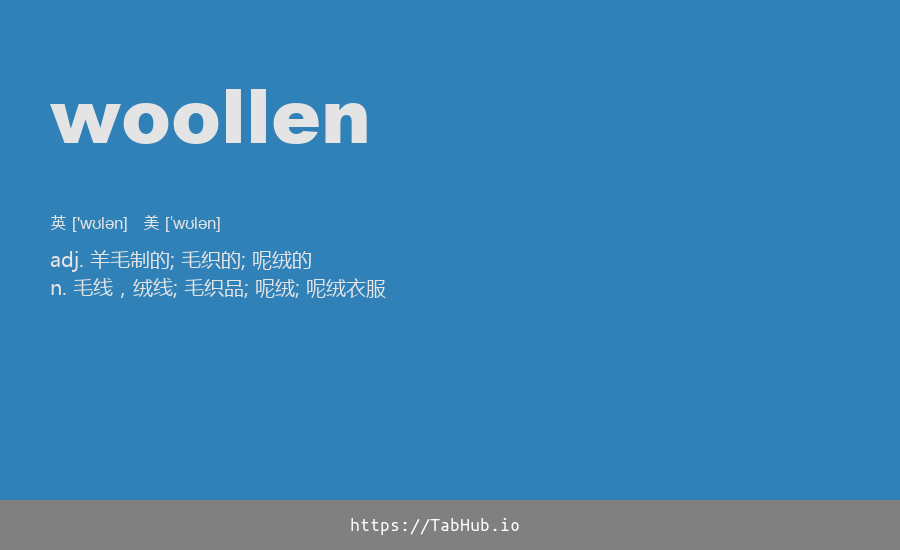 woollen
英 ['wʊlən] 美 ['wʊlən]
adj. 羊毛制的; 毛织的; 呢绒的
n. 毛线，绒线; 毛织品; 呢绒; 呢绒衣服
https://TabHub.io